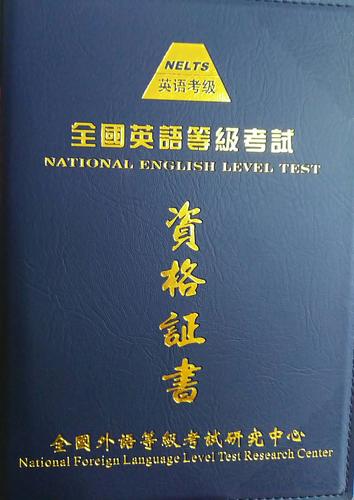 NELTS
英语考级
全國英語等級考試
NATIONAL ENGLISH LEVEL TEST
資
格
証
書
全國外語等級考試研究中心
National Foreign Language Level Test Research Center